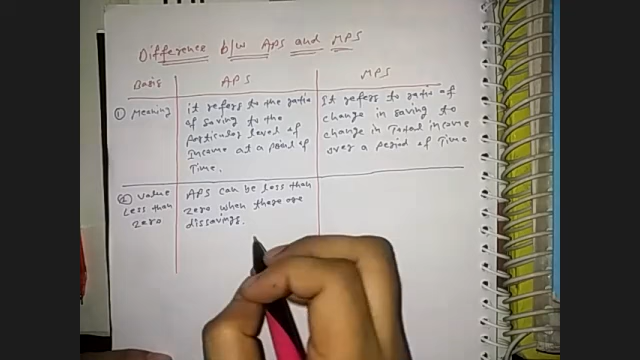 Difference b/w APS and MPS
Basis APS MPS
① Meaning
it refers to the ratio
of saving to the
particular level of
Income at a point of
Time.
It refers to ratio of
change in saving to
change in Total income
over a period of Time
② Value
Less than
zero
APS can be less than
zero when there are
dissavings.